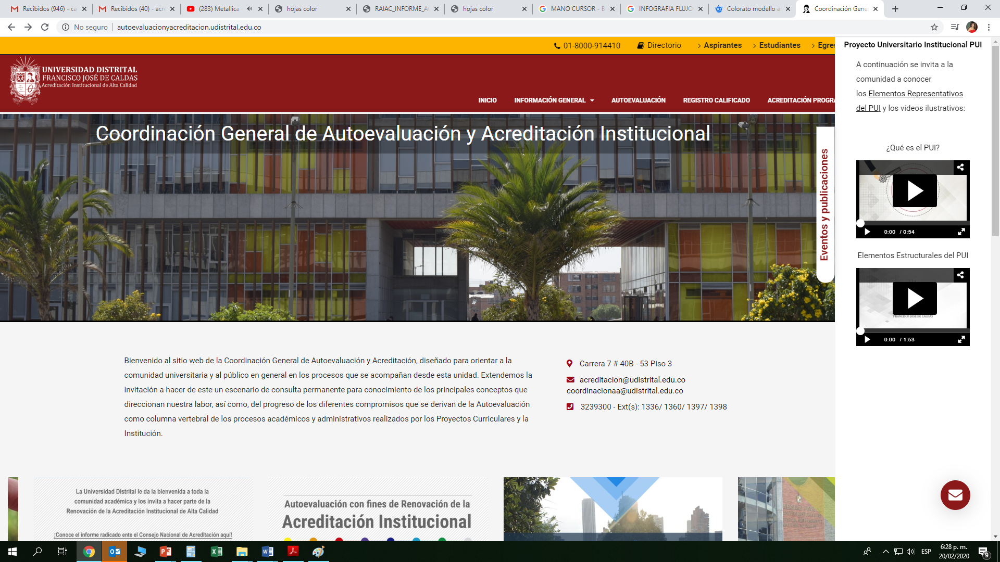 Recibidos (946) - ca
Recibidos (40) - acre
(283) Metallica
hojas color
RAIAC_INFORME_A
hojas color
MANO CURSOR - B
INFOGRAFIA FLUJO
Colorato modello a
Coordinación Gene
No seguro
autoevaluacionyacreditacion.udistrital.edu.co
01-8000-914410
Directorio
Aspirantes
Estudiantes
Egres
UNIVERSIDAD DISTRITAL
FRANCISCO JOSÉ DE CALDAS
Acreditación Institucional de Alta Calidad
INICIO
INFORMACIÓN GENERAL
AUTOEVALUACIÓN
REGISTRO CALIFICADO
ACREDITACIÓN PROGRA
Coordinación General de Autoevaluación y Acreditación Institucional
Eventos y publicaciones
Proyecto Universitario Institucional PUI
A continuación se invita a la
comunidad a conocer
los Elementos Representativos
del PUI y los videos ilustrativos:
¿Qué es el PUI?
0:00 / 0:54
Elementos Estructurales del PUI
FRANCISCO JOSÉ DE CALDAS
0:00 / 1:53
Bienvenido al sitio web de la Coordinación General de Autoevaluación y Acreditación, diseñado para orientar a la
comunidad universitaria y al público en general en los procesos que se acompañan desde esta unidad. Extendemos la
invitación a hacer de este un escenario de consulta permanente para conocimiento de los principales conceptos que
direccionan nuestra labor, así como, del progreso de los diferentes compromisos que se derivan de la Autoevaluación
como columna vertebral de los procesos académicos y administrativos realizados por los Proyectos Curriculares y la
Institución.
Carrera 7 # 40B - 53 Piso 3
acreditacion@udistrital.edu.co
coordinacionaa@udistrital.edu.co
3239300 - Ext(s): 1336/ 1360/ 1397/ 1398
La Universidad Distrital le da la bienvenida a toda la
comunidad académica y los invita a hacer parte de la
Renovación de la Acreditación Institucional de Alta Calidad
¡Conoce el informe radicado ente el Consejo Nacional de Acreditación aquí!
Autoevaluación con fines de Renovación de la
Acreditación Institucional
ESP
6:28 p. m.
20/02/2020
9